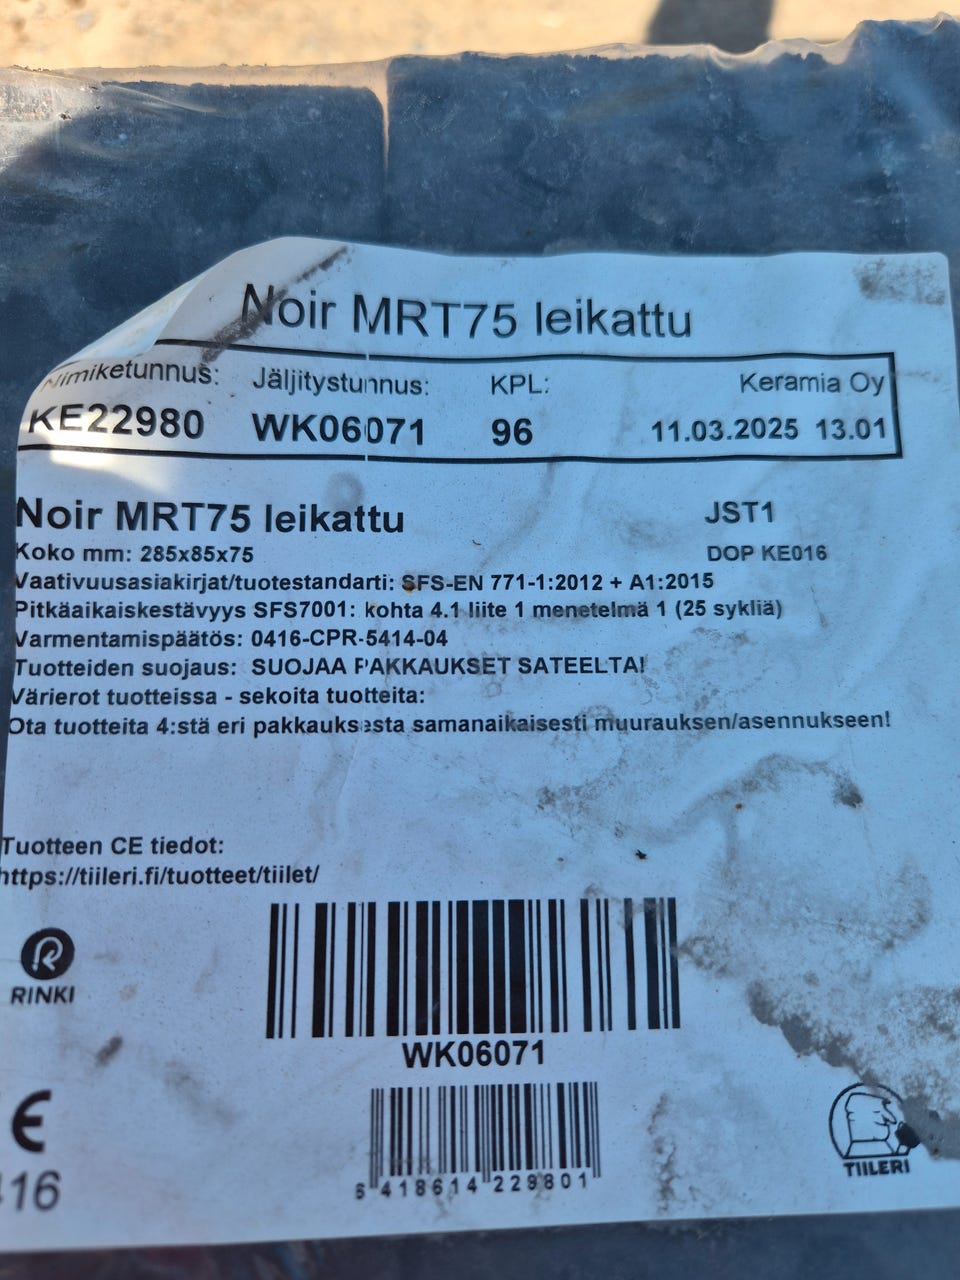 Noir MRT75 leikattu
Nimiketunnus: Jäljitystunnus: KPL: Keramia Oy
KE22980 WK06071 96 11.03.2025 13.01
Noir MRT75 leikattu JST1
Koko mm: 285x85x75 DOP KE016
Vaativuusasiakirjat/tuotestandarti: SFS-EN 771-1:2012 + A1:2015
Pitkäaikaiskestävyys SFS7001: kohta 4.1 liite 1 menetelmä 1 (25 sykliä)
Varmentamispäätös: 0416-CPR-5414-04
Tuotteiden suojaus: SUOJAA PAKKAUKSET SATEELTA!
Värierot tuotteissa - sekoita tuotteita:
Ota tuotteita 4:stä eri pakkauksesta samanaikaisesti muurauksen/asennukseen!
Tuotteen CE tiedot:
https://tiileri.fi/tuotteet/tiilet/
RINKI
WK06071
CE
416
6 418614 229801
TIILERI